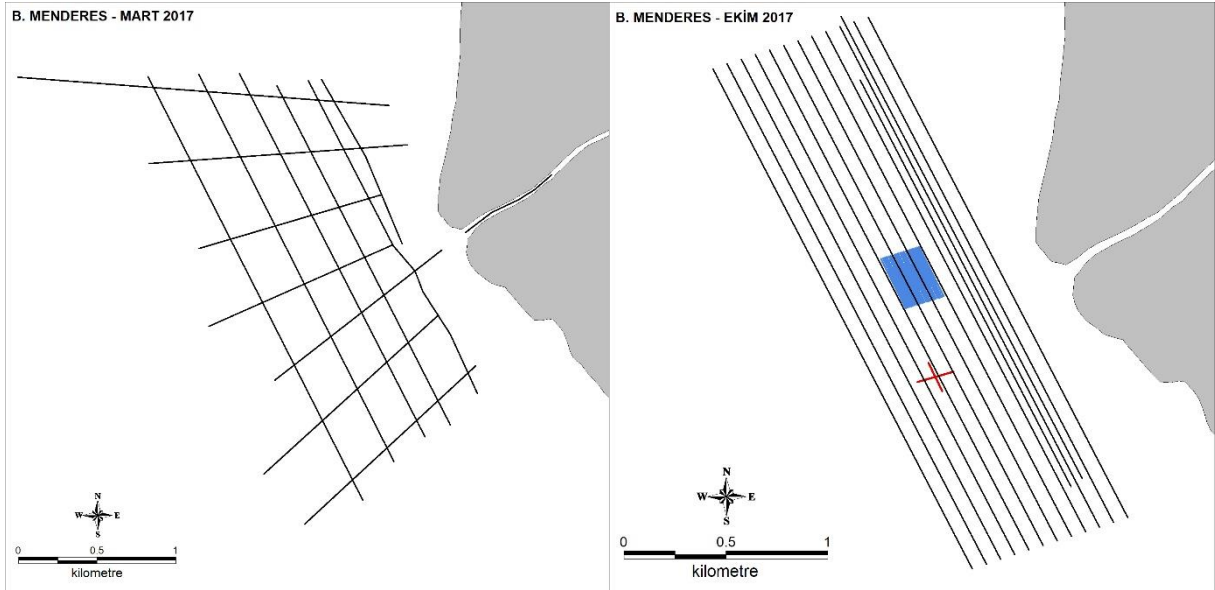 B. MENDERES - MART 2017
N
W E
S
0 0.5 1
kilometre
B. MENDERES - EKİM 2017
N
W E
S
0 0.5 1
kilometre